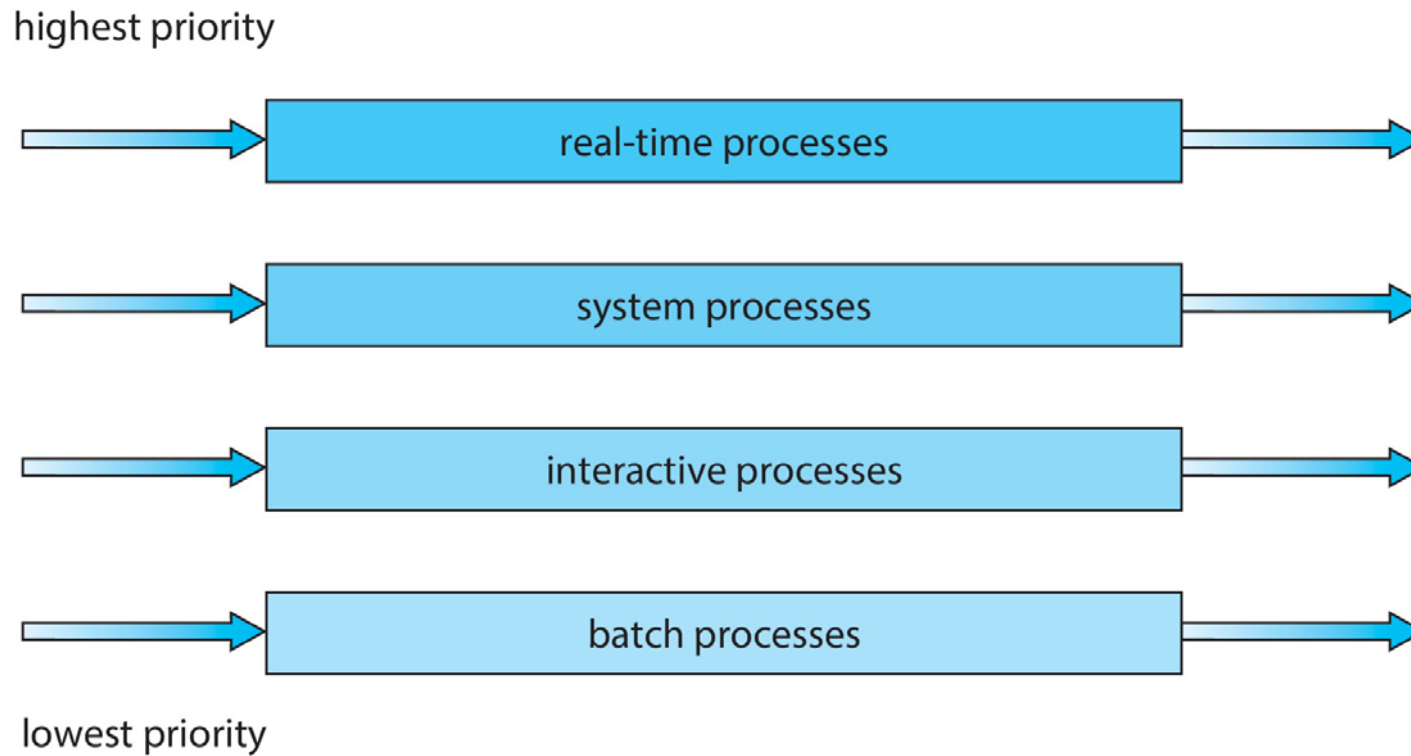 highest priority
real-time processes
system processes
interactive processes
batch processes
lowest priority